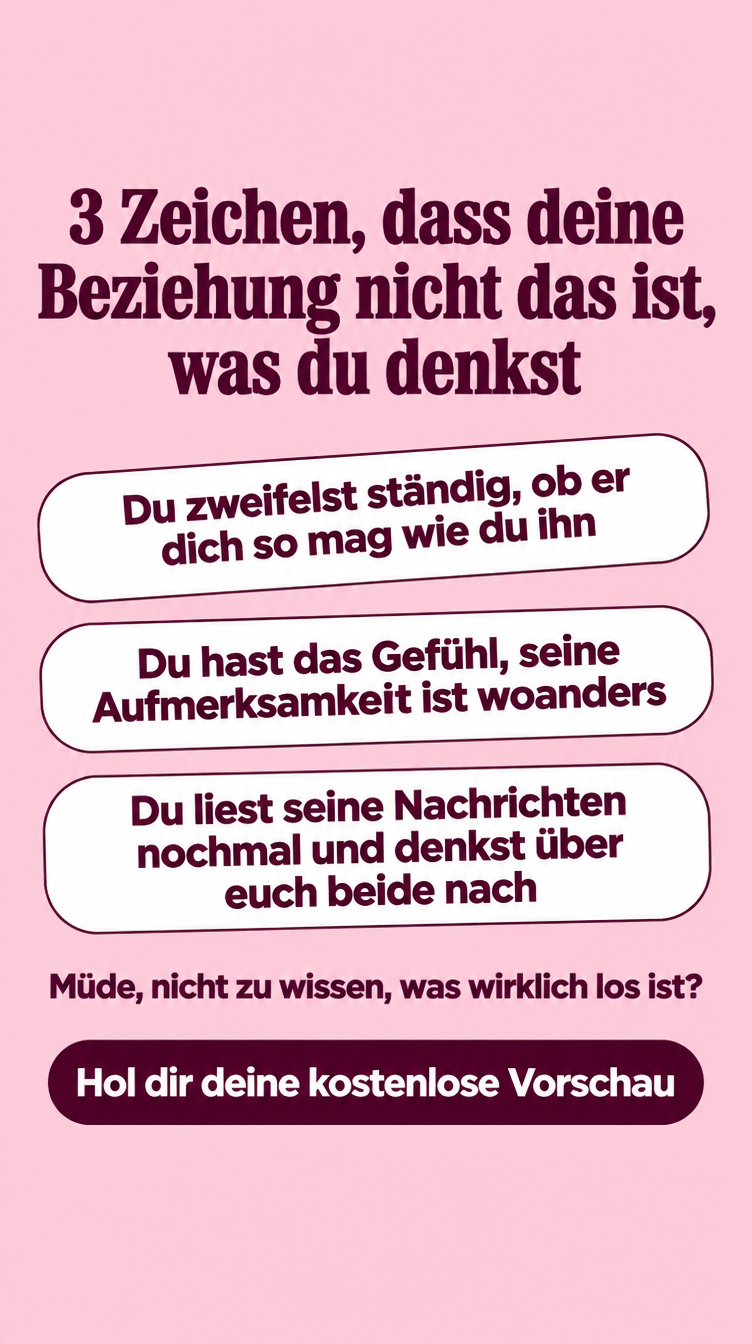 3 Zeichen, dass deine
Beziehung nicht das ist,
was du denkst
Du zweifelst ständig, ob er
dich so mag wie du ihn
Du hast das Gefühl, seine
Aufmerksamkeit ist woanders
Du liest seine Nachrichten
nochmal und denkst über
euch beide nach
Müde, nicht zu wissen, was wirklich los ist?
Hol dir deine kostenlose Vorschau